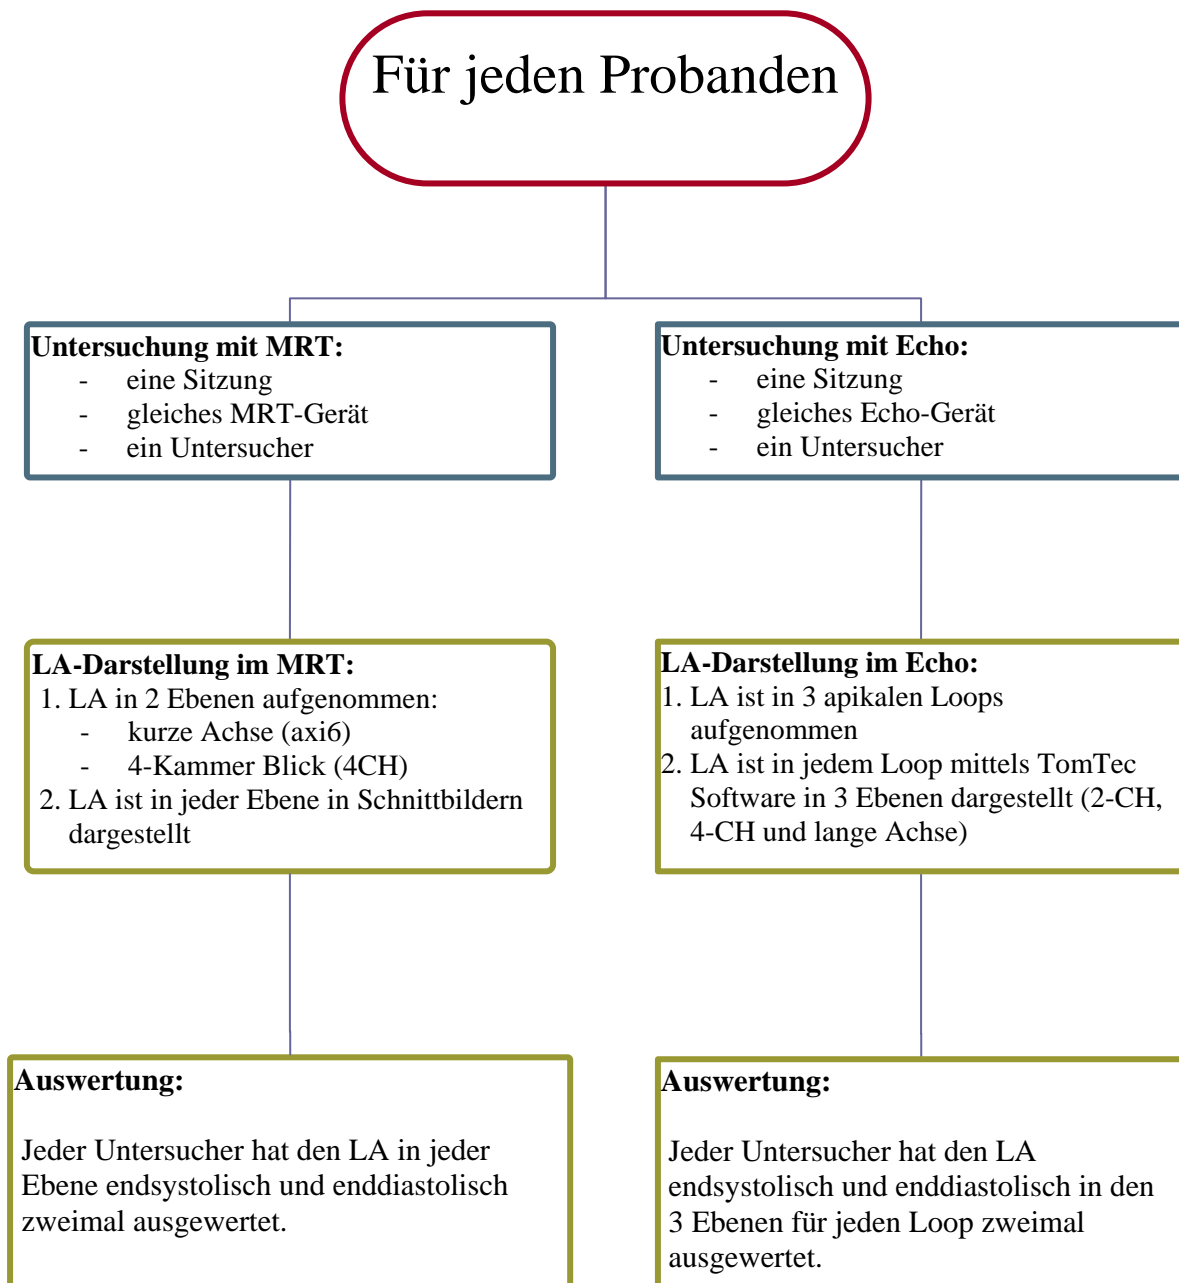 Für jeden Probanden
Untersuchung mit MRT:
- eine Sitzung
- gleiches MRT-Gerät
- ein Untersucher
Untersuchung mit Echo:
- eine Sitzung
- gleiches Echo-Gerät
- ein Untersucher
LA-Darstellung im MRT:
1. LA in 2 Ebenen aufgenommen:
- kurze Achse (axi6)
- 4-Kammer Blick (4CH)
2. LA ist in jeder Ebene in Schnittbildern
dargestellt
LA-Darstellung im Echo:
1. LA ist in 3 apikalen Loops
aufgenommen
2. LA ist in jedem Loop mittels TomTec
Software in 3 Ebenen dargestellt (2-CH,
4-CH und lange Achse)
Auswertung:
Jeder Untersucher hat den LA in jeder
Ebene endsystolisch und enddiastolisch
zweimal ausgewertet.
Auswertung:
Jeder Untersucher hat den LA
endsystolisch und enddiastolisch in den
3 Ebenen für jeden Loop zweimal
ausgewertet.